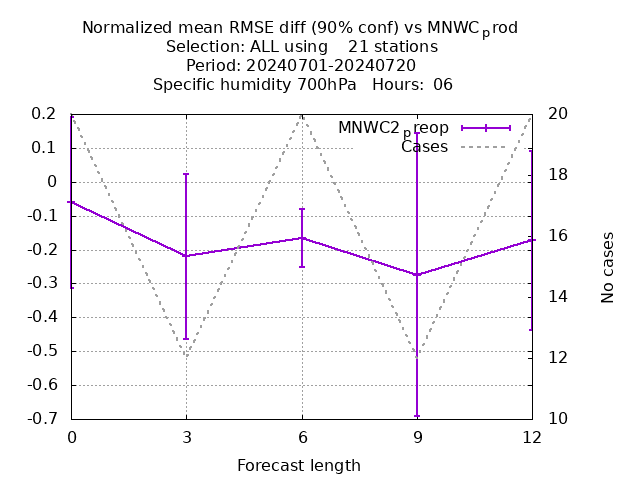 Normalized mean RMSE diff (90% conf) vs MNWC_prod
Selection: ALL using    21 stations
Period: 20240701-20240720
Specific humidity 700hPa   Hours:  06
MNWC2_preop
Cases
0.2
0.1
0
-0.1
-0.2
-0.3
-0.4
-0.5
-0.6
-0.7
20
18
16
14
12
10
No cases
0 3 6 9 12
Forecast length